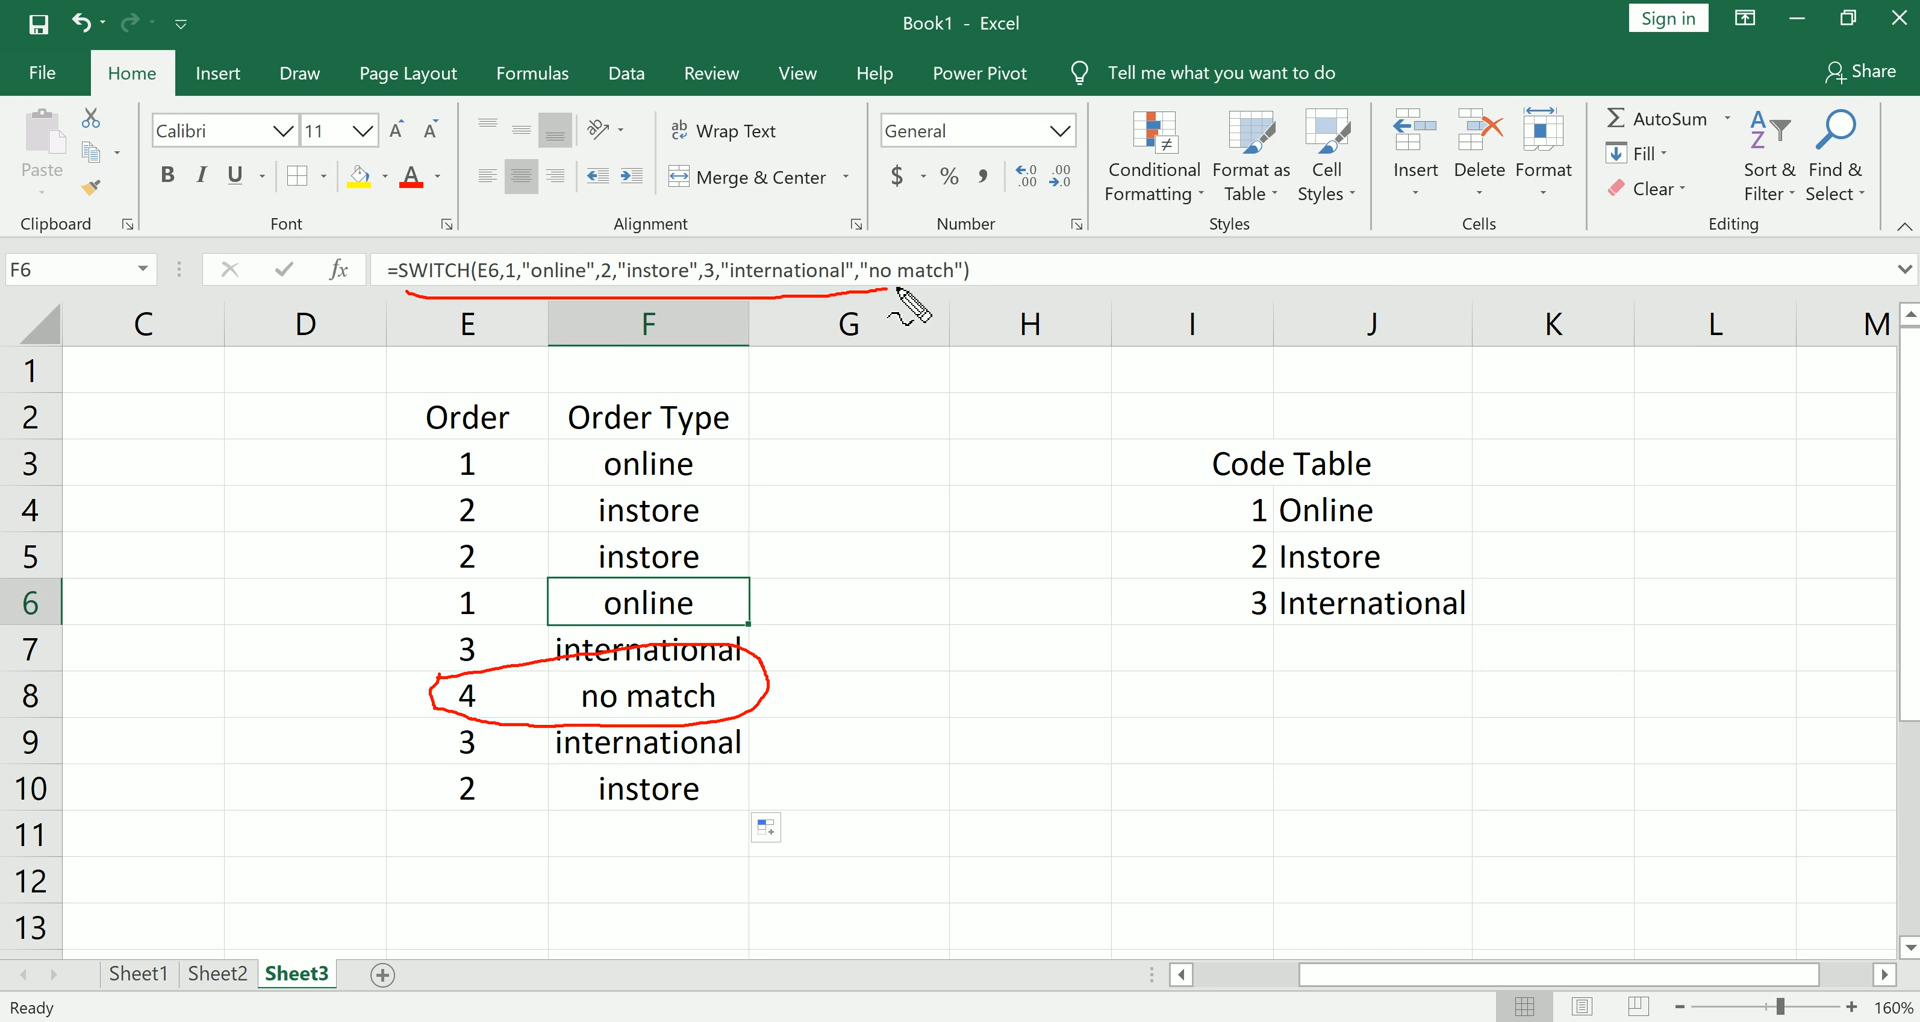 Book1 - Excel
Sign in
File Home Insert Draw Page Layout Formulas Data Review View Help Power Pivot Tell me what you want to do Share
Paste
Clipboard
Calibri 11 A A
B I U A
Font
ab Wrap Text
Merge & Center
Alignment
General
$ % , .00 .00
Number
Conditional Formatting
Format as Table
Cell Styles
Styles
Insert Delete Format
Cells
AutoSum
Fill
Clear
Sort & Filter
Find & Select
Editing
F6 fx =SWITCH(E6,1,"online",2,"instore",3,"international","no match")
C D E F G H I J K L M
1
2 Order Order Type
3 1 online Code Table
4 2 instore 1 Online
5 2 instore 2 Instore
6 1 online 3 International
7 3 international
8 4 no match
9 3 international
10 2 instore
11
12
13
Sheet1 Sheet2 Sheet3
Ready 160%